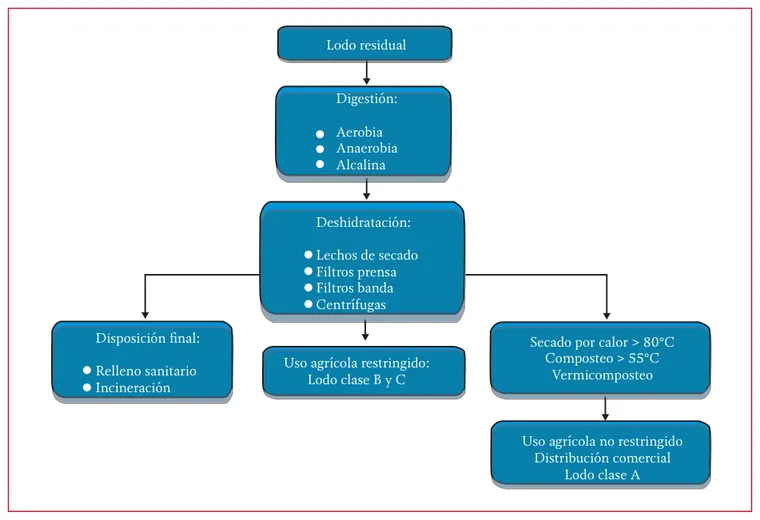 Lodo residual
Digestión:
Aerobia
Anaerobia
Alcalina
Deshidratación:
Lechos de secado
Filtros prensa
Filtros banda
Centrífugas
Disposición final:
Relleno sanitario
Incineración
Uso agrícola restringido:
Lodo clase B y C
Secado por calor > 80°C
Composteo > 55°C
Vermicomposteo
Uso agrícola no restringido
Distribución comercial
Lodo clase A